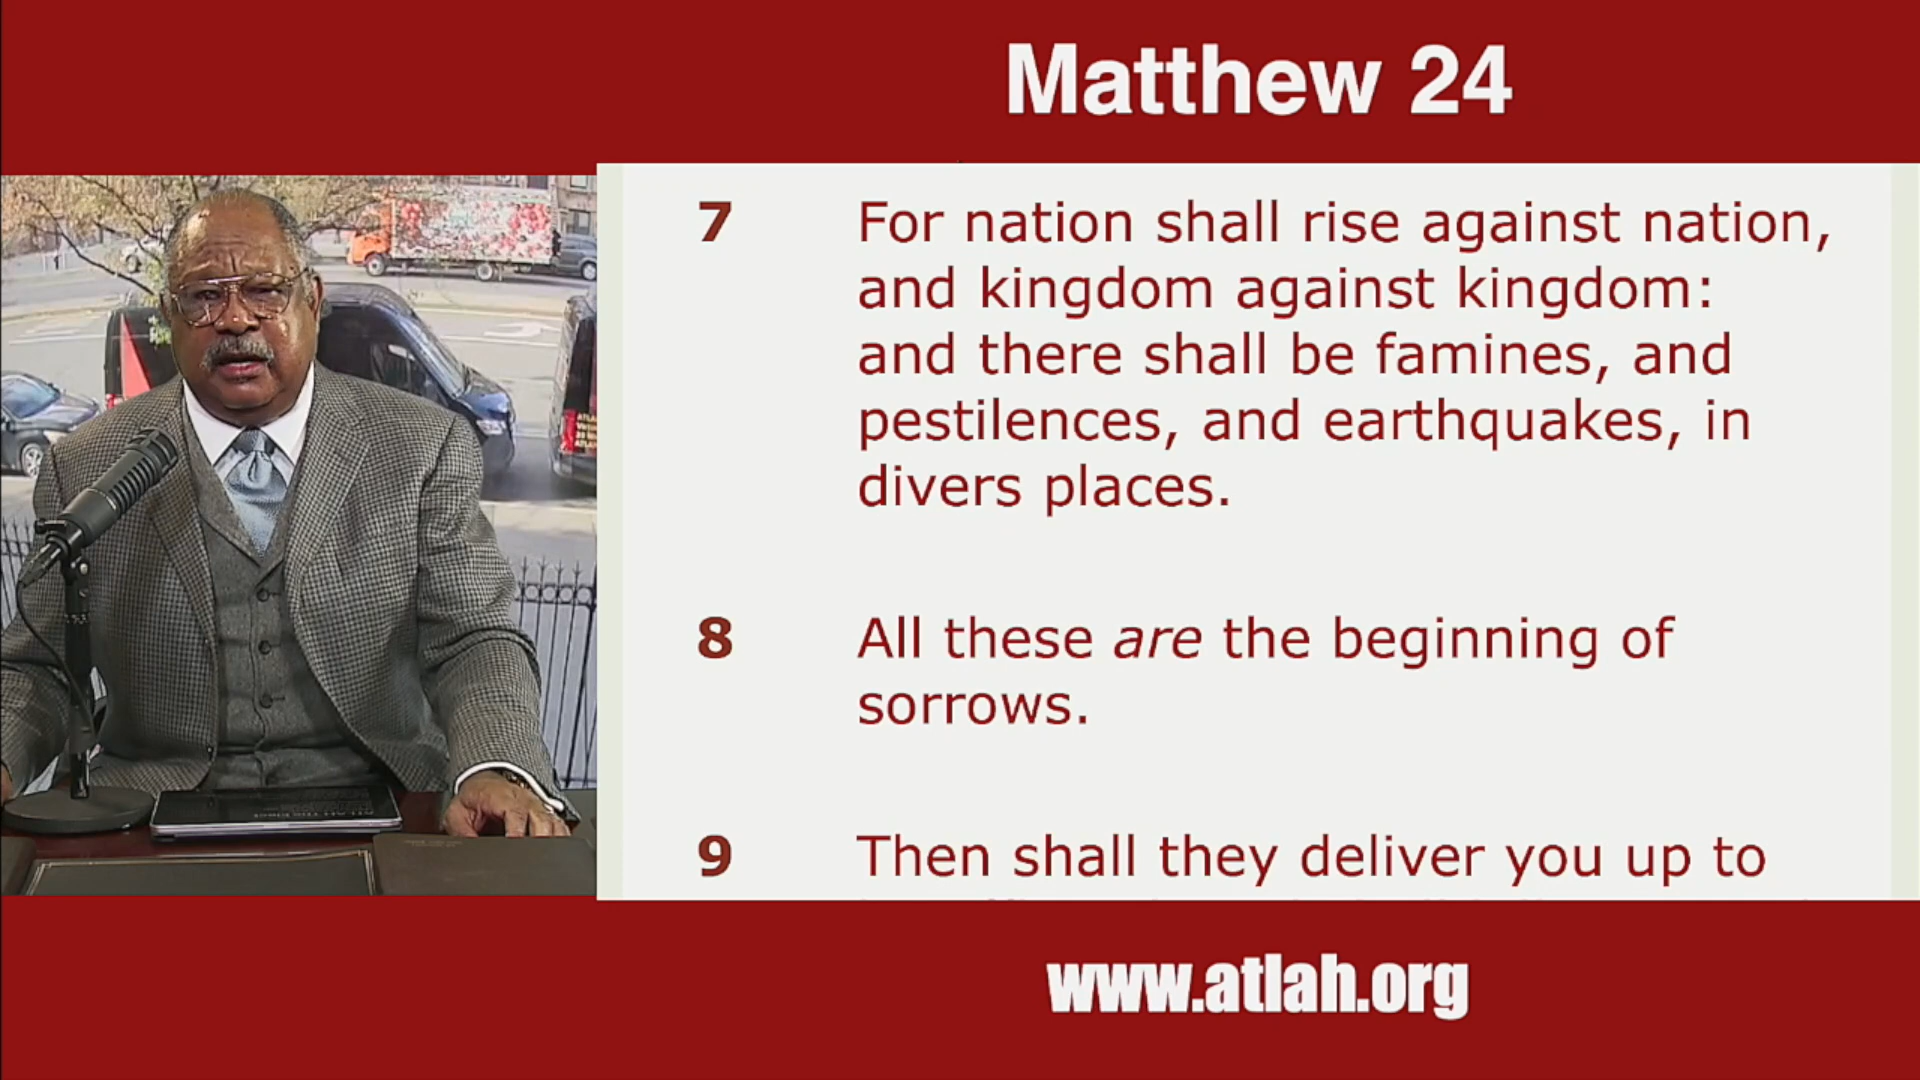 Matthew 24
7 For nation shall rise against nation,
and kingdom against kingdom:
and there shall be famines, and
pestilences, and earthquakes, in
divers places.
8 All these are the beginning of
sorrows.
9 Then shall they deliver you up to
www.atlah.org